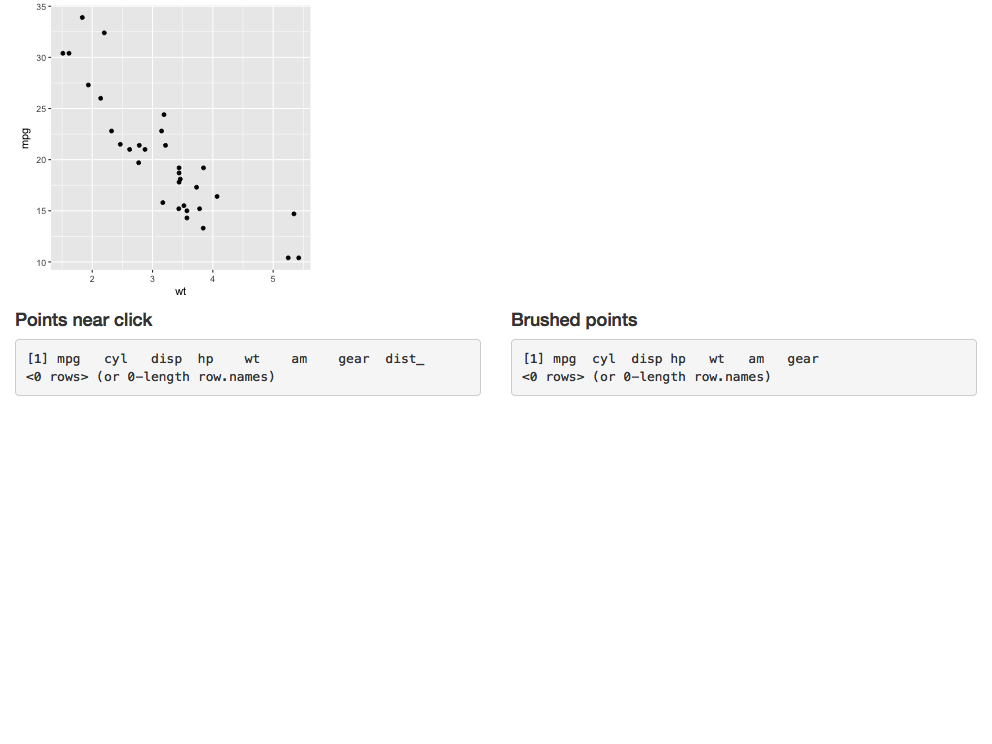 35
30
25
20
15
10
mpg
2 3 4 5
wt
Points near click
[1] mpg   cyl   disp  hp    wt    am    gear  dist_
<0 rows> (or 0-length row.names)
Brushed points
[1] mpg  cyl  disp hp   wt   am   gear
<0 rows> (or 0-length row.names)